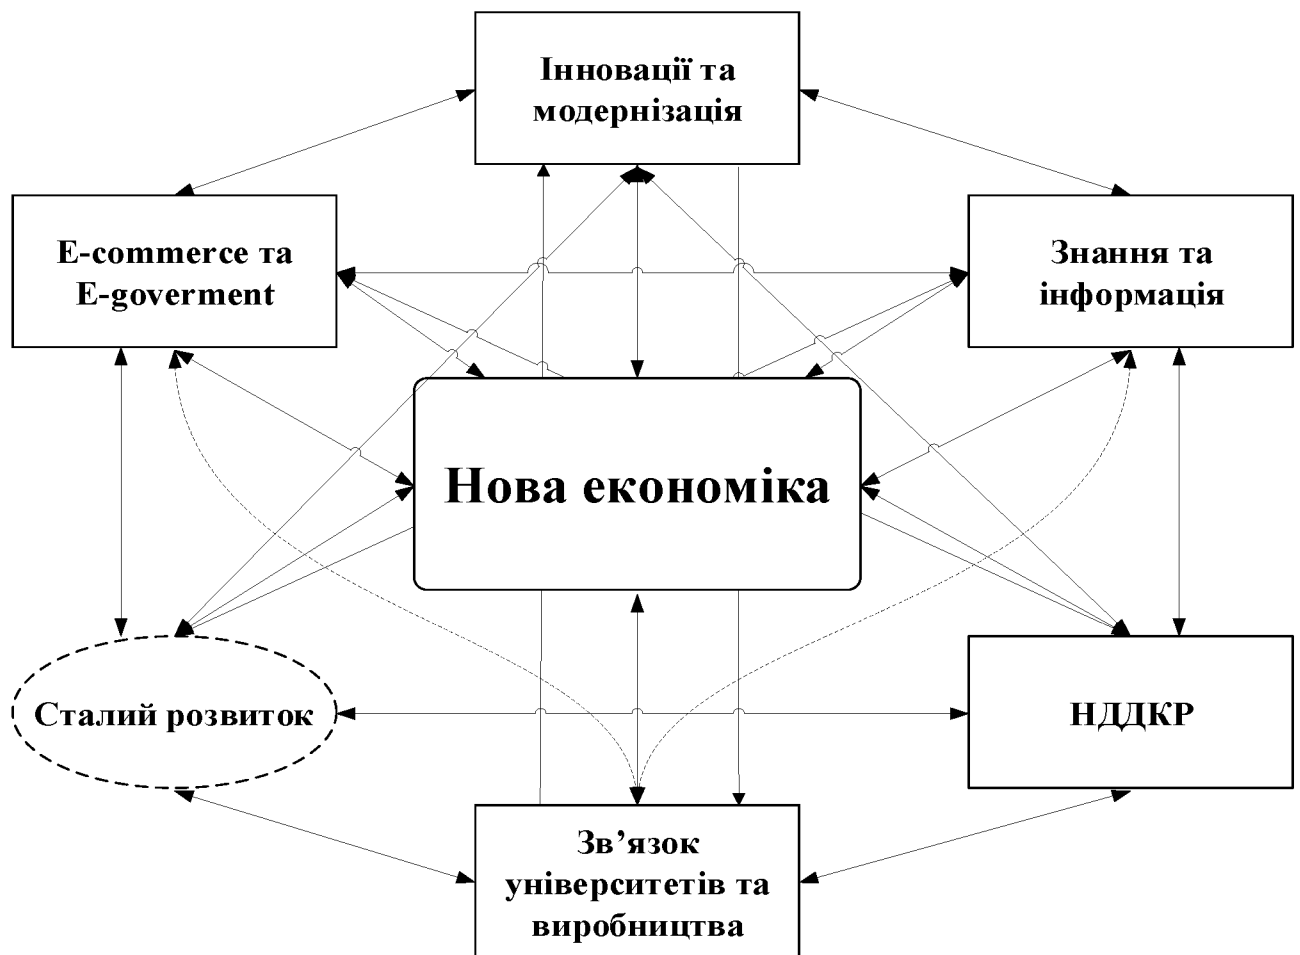 Інновації та
модернізація
E-commerce та
E-goverment
Знання та
інформація
Нова економіка
Сталий розвиток
НДДКР
Зв’язок
університетів та
виробництва